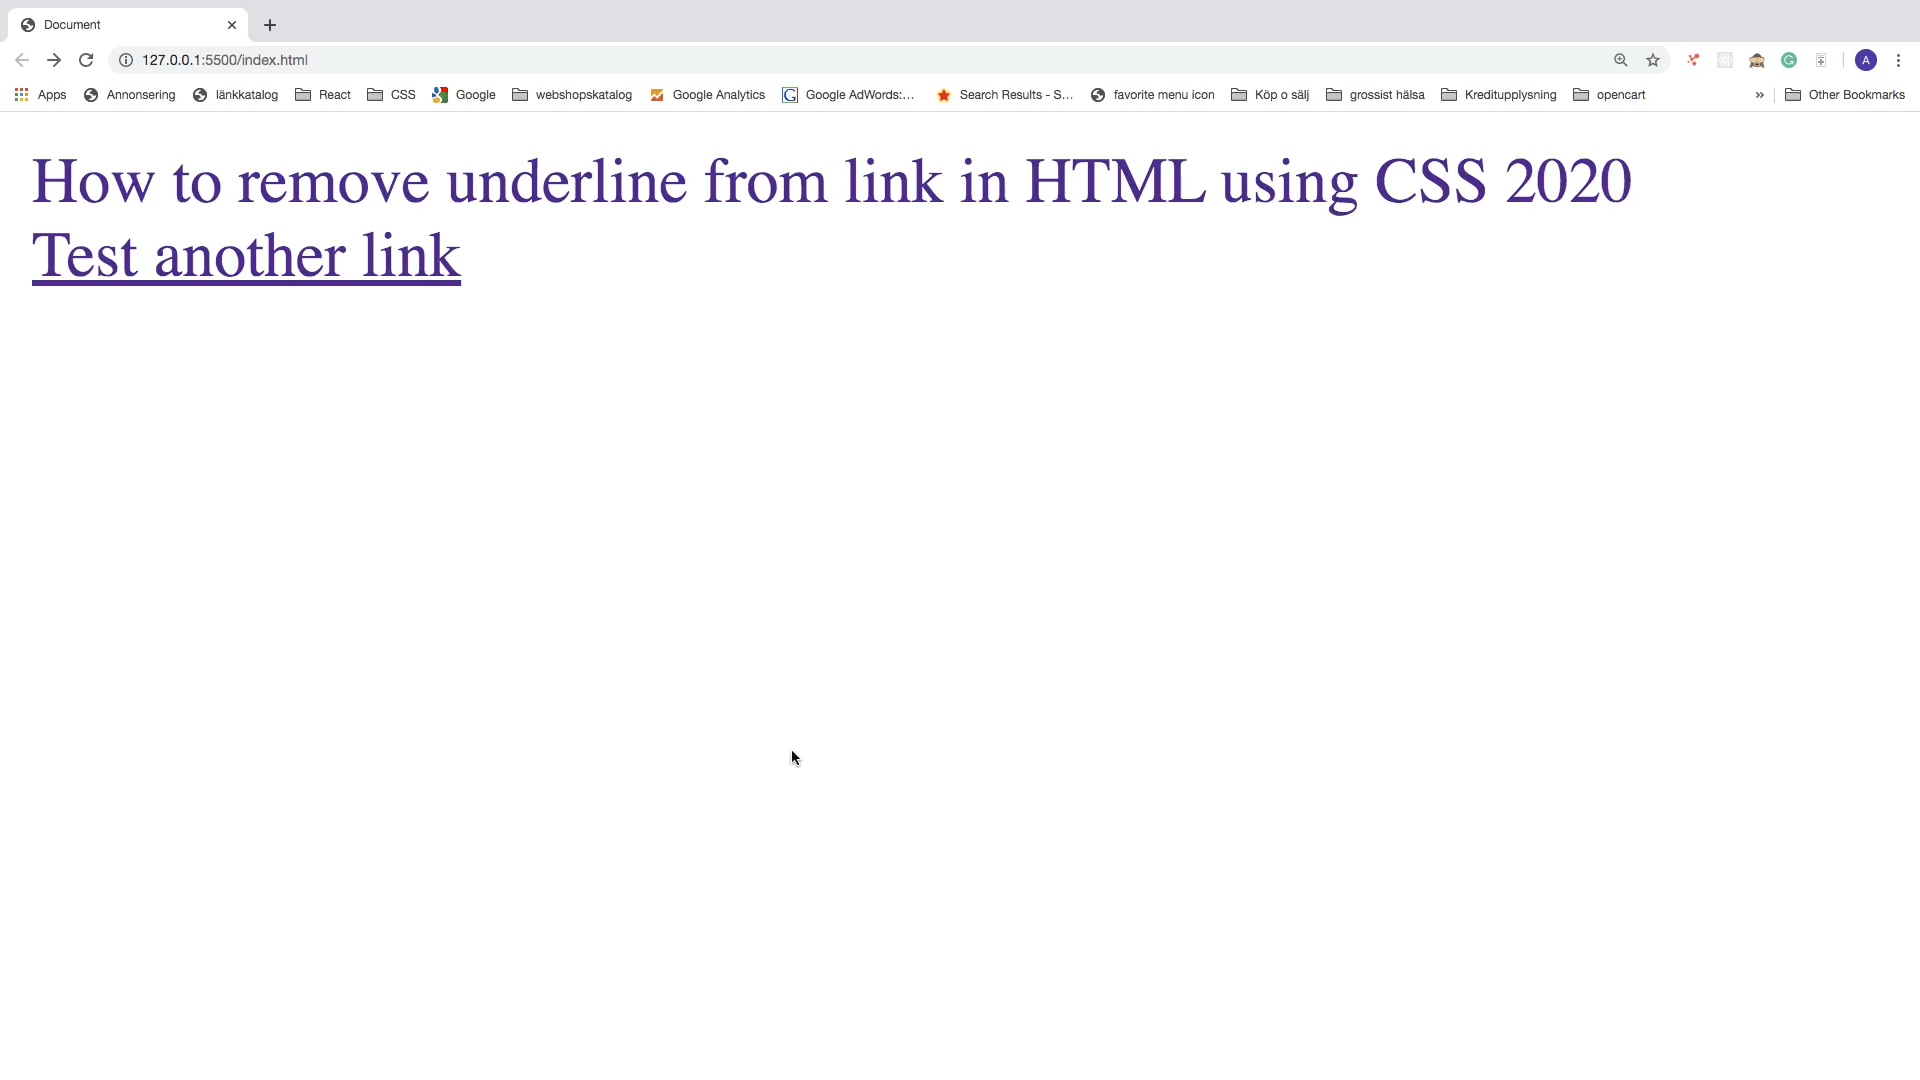 Document
127.0.0.1:5500/index.html
A
Apps Annonsering länkkatalog React CSS Google webshopskatalog Google Analytics Google AdWords:... Search Results - S... favorite menu icon Köp o sälj grossist hälsa Kreditupplysning opencart » Other Bookmarks
How to remove underline from link in HTML using CSS 2020
Test another link